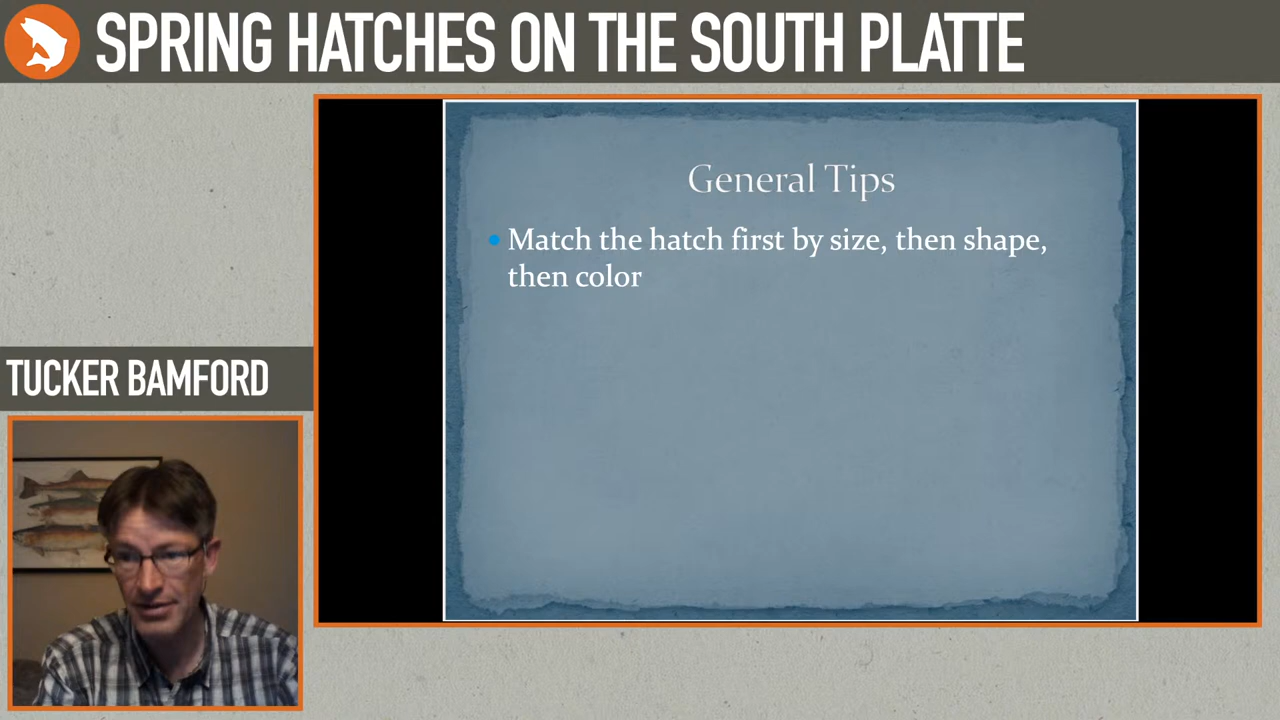 SPRING HATCHES ON THE SOUTH PLATTE
General Tips
Match the hatch first by size, then shape,
then color
TUCKER BAMFORD